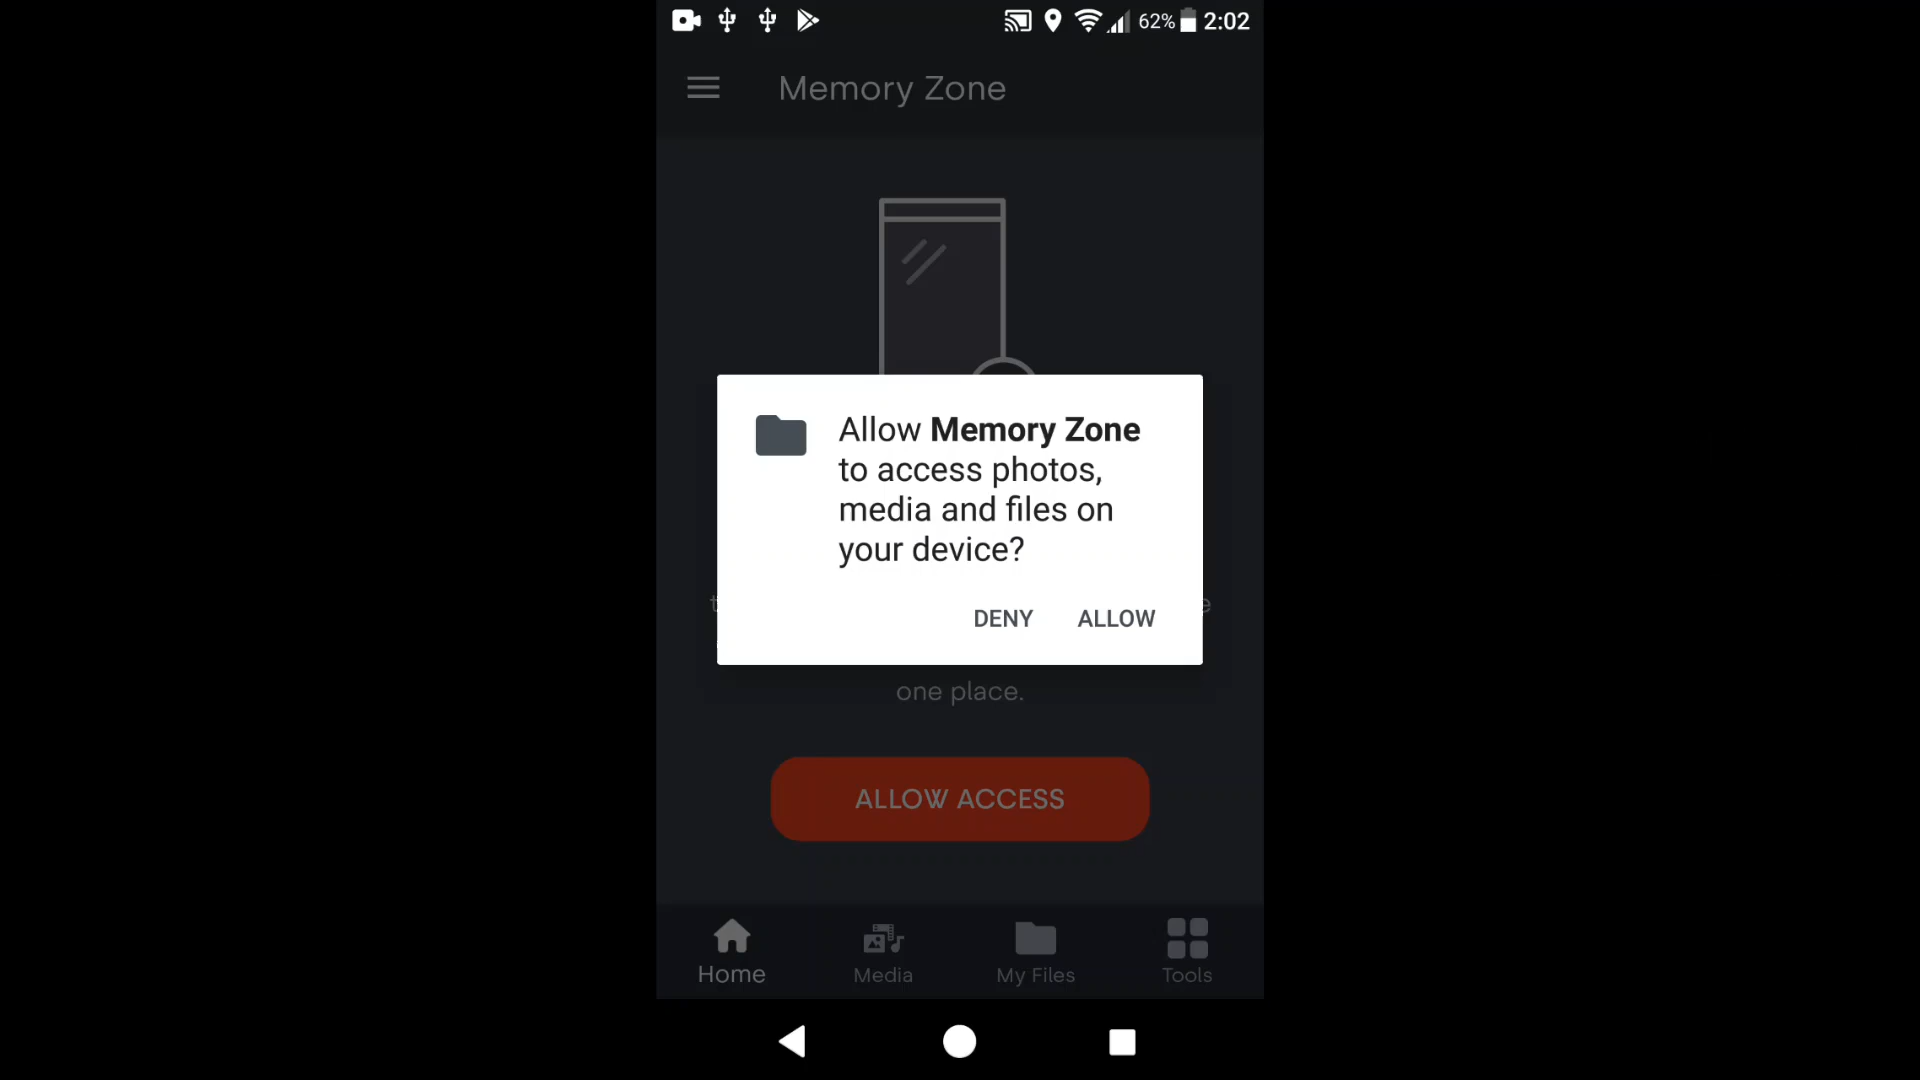 62% 2:02
Memory Zone
Allow Memory Zone
to access photos,
media and files on
your device?
DENY ALLOW
one place.
ALLOW ACCESS
Home Media My Files Tools